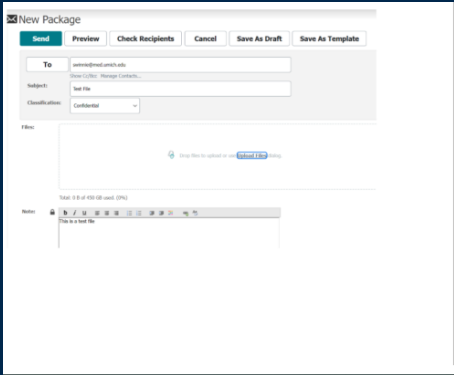 New Package
Send Preview Check Recipients Cancel Save As Draft Save As Template
To swinnie@med.umich.edu
Show Cc/Bcc Manage Contacts...
Subject: Test File
Classification: Confidential
Files:
Drop files to upload or use Upload Files dialog.
Total: 0 B of 450 GB used. (0%)
Note: b i u
This is a test file